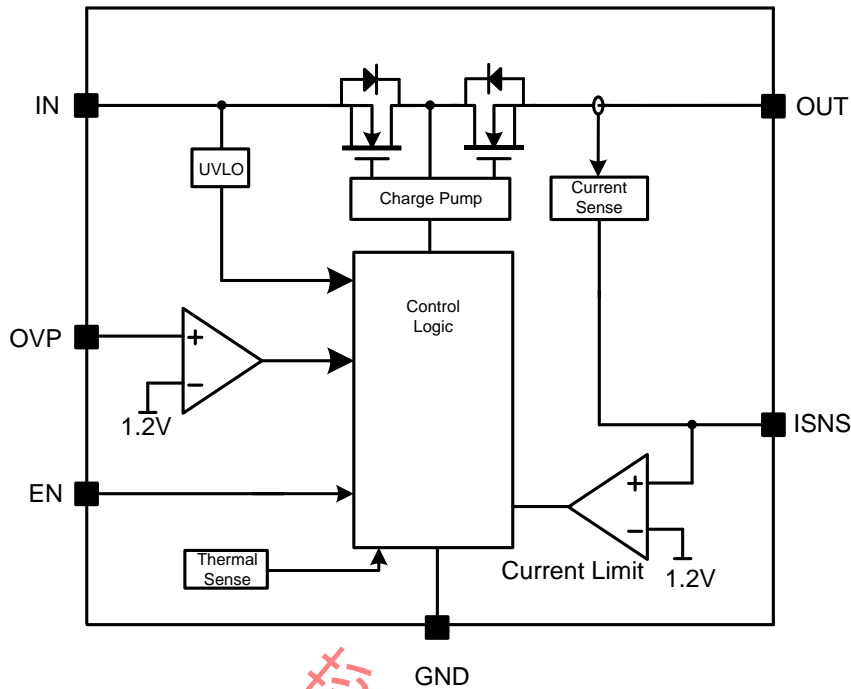 IN
OUT
UVLO
Charge Pump
Current
Sense
Control
Logic
OVP
+
−
1.2V
ISNS
EN
+
−
Thermal
Sense
Current Limit
1.2V
GND